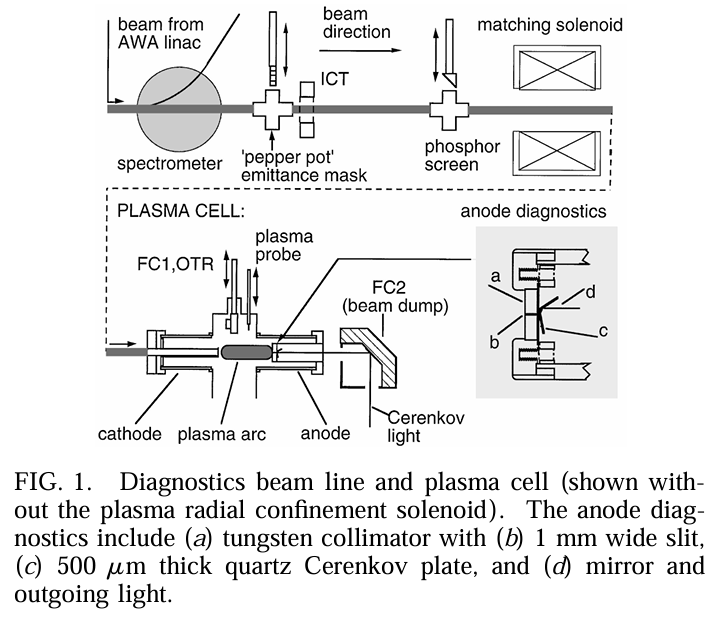 beam from
AWA linac
beam
direction
matching solenoid
ICT
spectrometer
'pepper pot'
emittance mask
phosphor
screen
PLASMA CELL:
anode diagnostics
plasma
probe
FC1,OTR
FC2
(beam dump)
a
d
b
c
cathode
plasma arc
anode
Cerenkov
light
FIG. 1. Diagnostics beam line and plasma cell (shown with-
out the plasma radial confinement solenoid). The anode diag-
nostics include (a) tungsten collimator with (b) 1 mm wide slit,
(c) 500 μm thick quartz Cerenkov plate, and (d) mirror and
outgoing light.